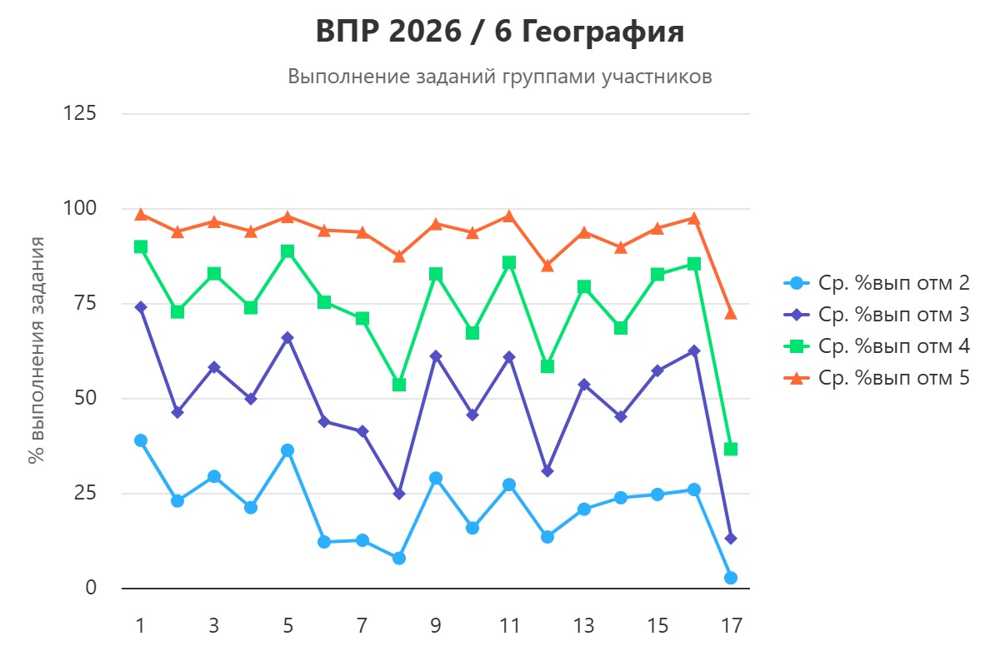 ВПР 2026 / 6 География
Выполнение заданий группами участников
% выполнения задания
125
100
75
50
25
0
1 3 5 7 9 11 13 15 17
Ср. %вып отм 2
Ср. %вып отм 3
Ср. %вып отм 4
Ср. %вып отм 5